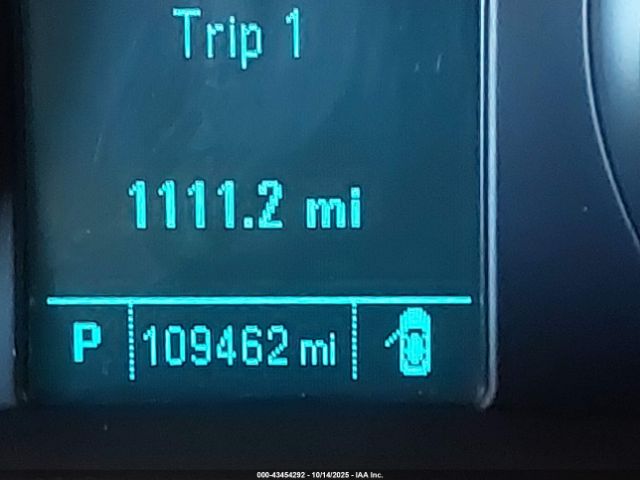 Trip 1
1111.2 mi
P 109462 mi
000-43454292 - 10/14/2025 - IAA Inc.